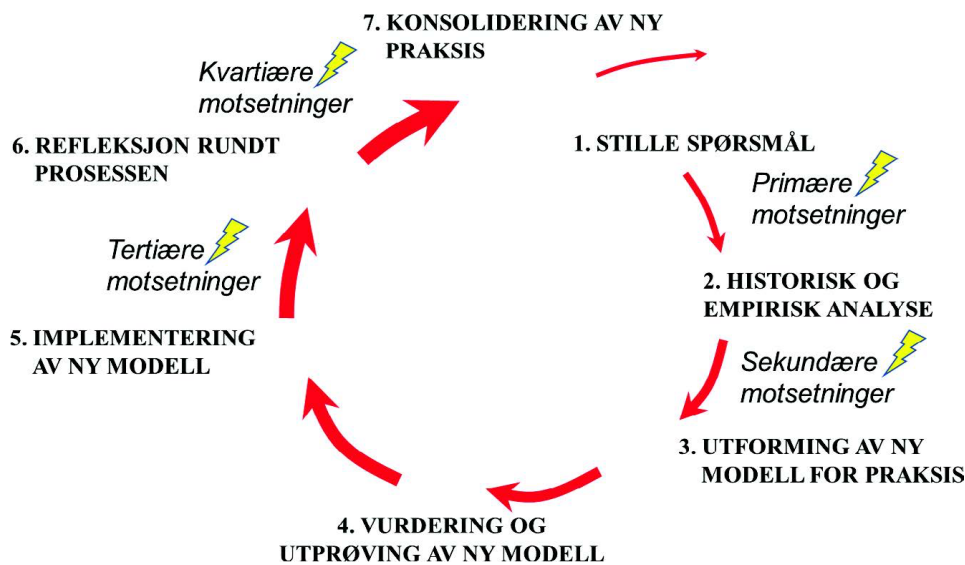 7. KONSOLIDERING AV NY
PRAKSIS
Kvartiære
motsetninger
1. STILLE SPØRSMÅL
Primære
motsetninger
2. HISTORISK OG
EMPIRISK ANALYSE
Sekundære
motsetninger
3. UTFORMING AV NY
MODELL FOR PRAKSIS
4. VURDERING OG
UTPRØVING AV NY MODELL
5. IMPLEMENTERING
AV NY MODELL
Tertiære
motsetninger
6. REFLEKSJON RUNDT
PROSESSEN